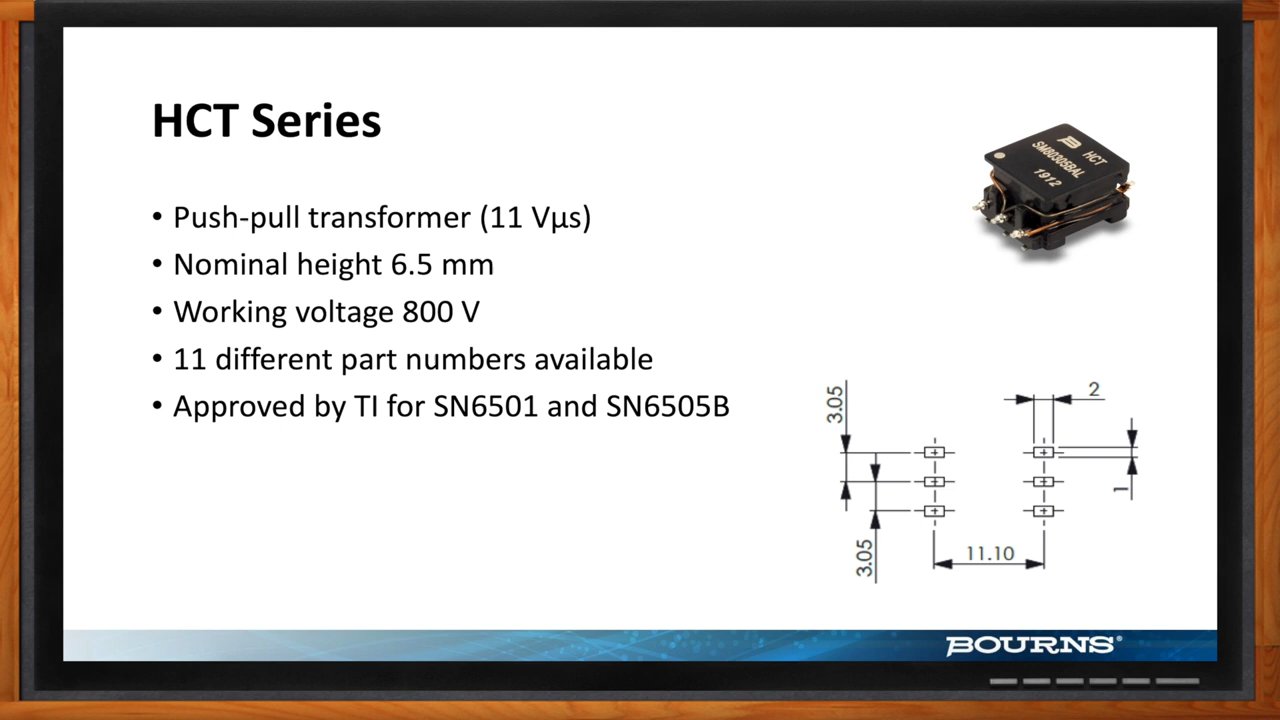 HCT Series
• Push-pull transformer (11 Vµs)
• Nominal height 6.5 mm
• Working voltage 800 V
• 11 different part numbers available
• Approved by TI for SN6501 and SN6505B
HCT
SM80305BAL
1912
3.05
2
1
3.05
11.10
BOURNS®